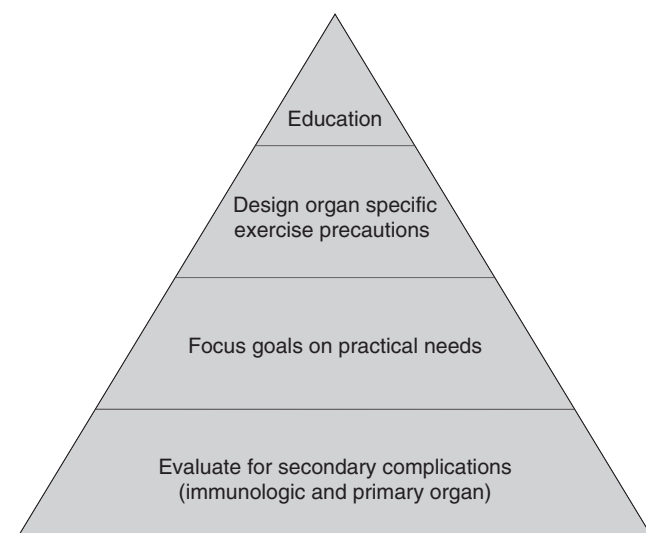 Education
Design organ specific
exercise precautions
Focus goals on practical needs
Evaluate for secondary complications
(immunologic and primary organ)